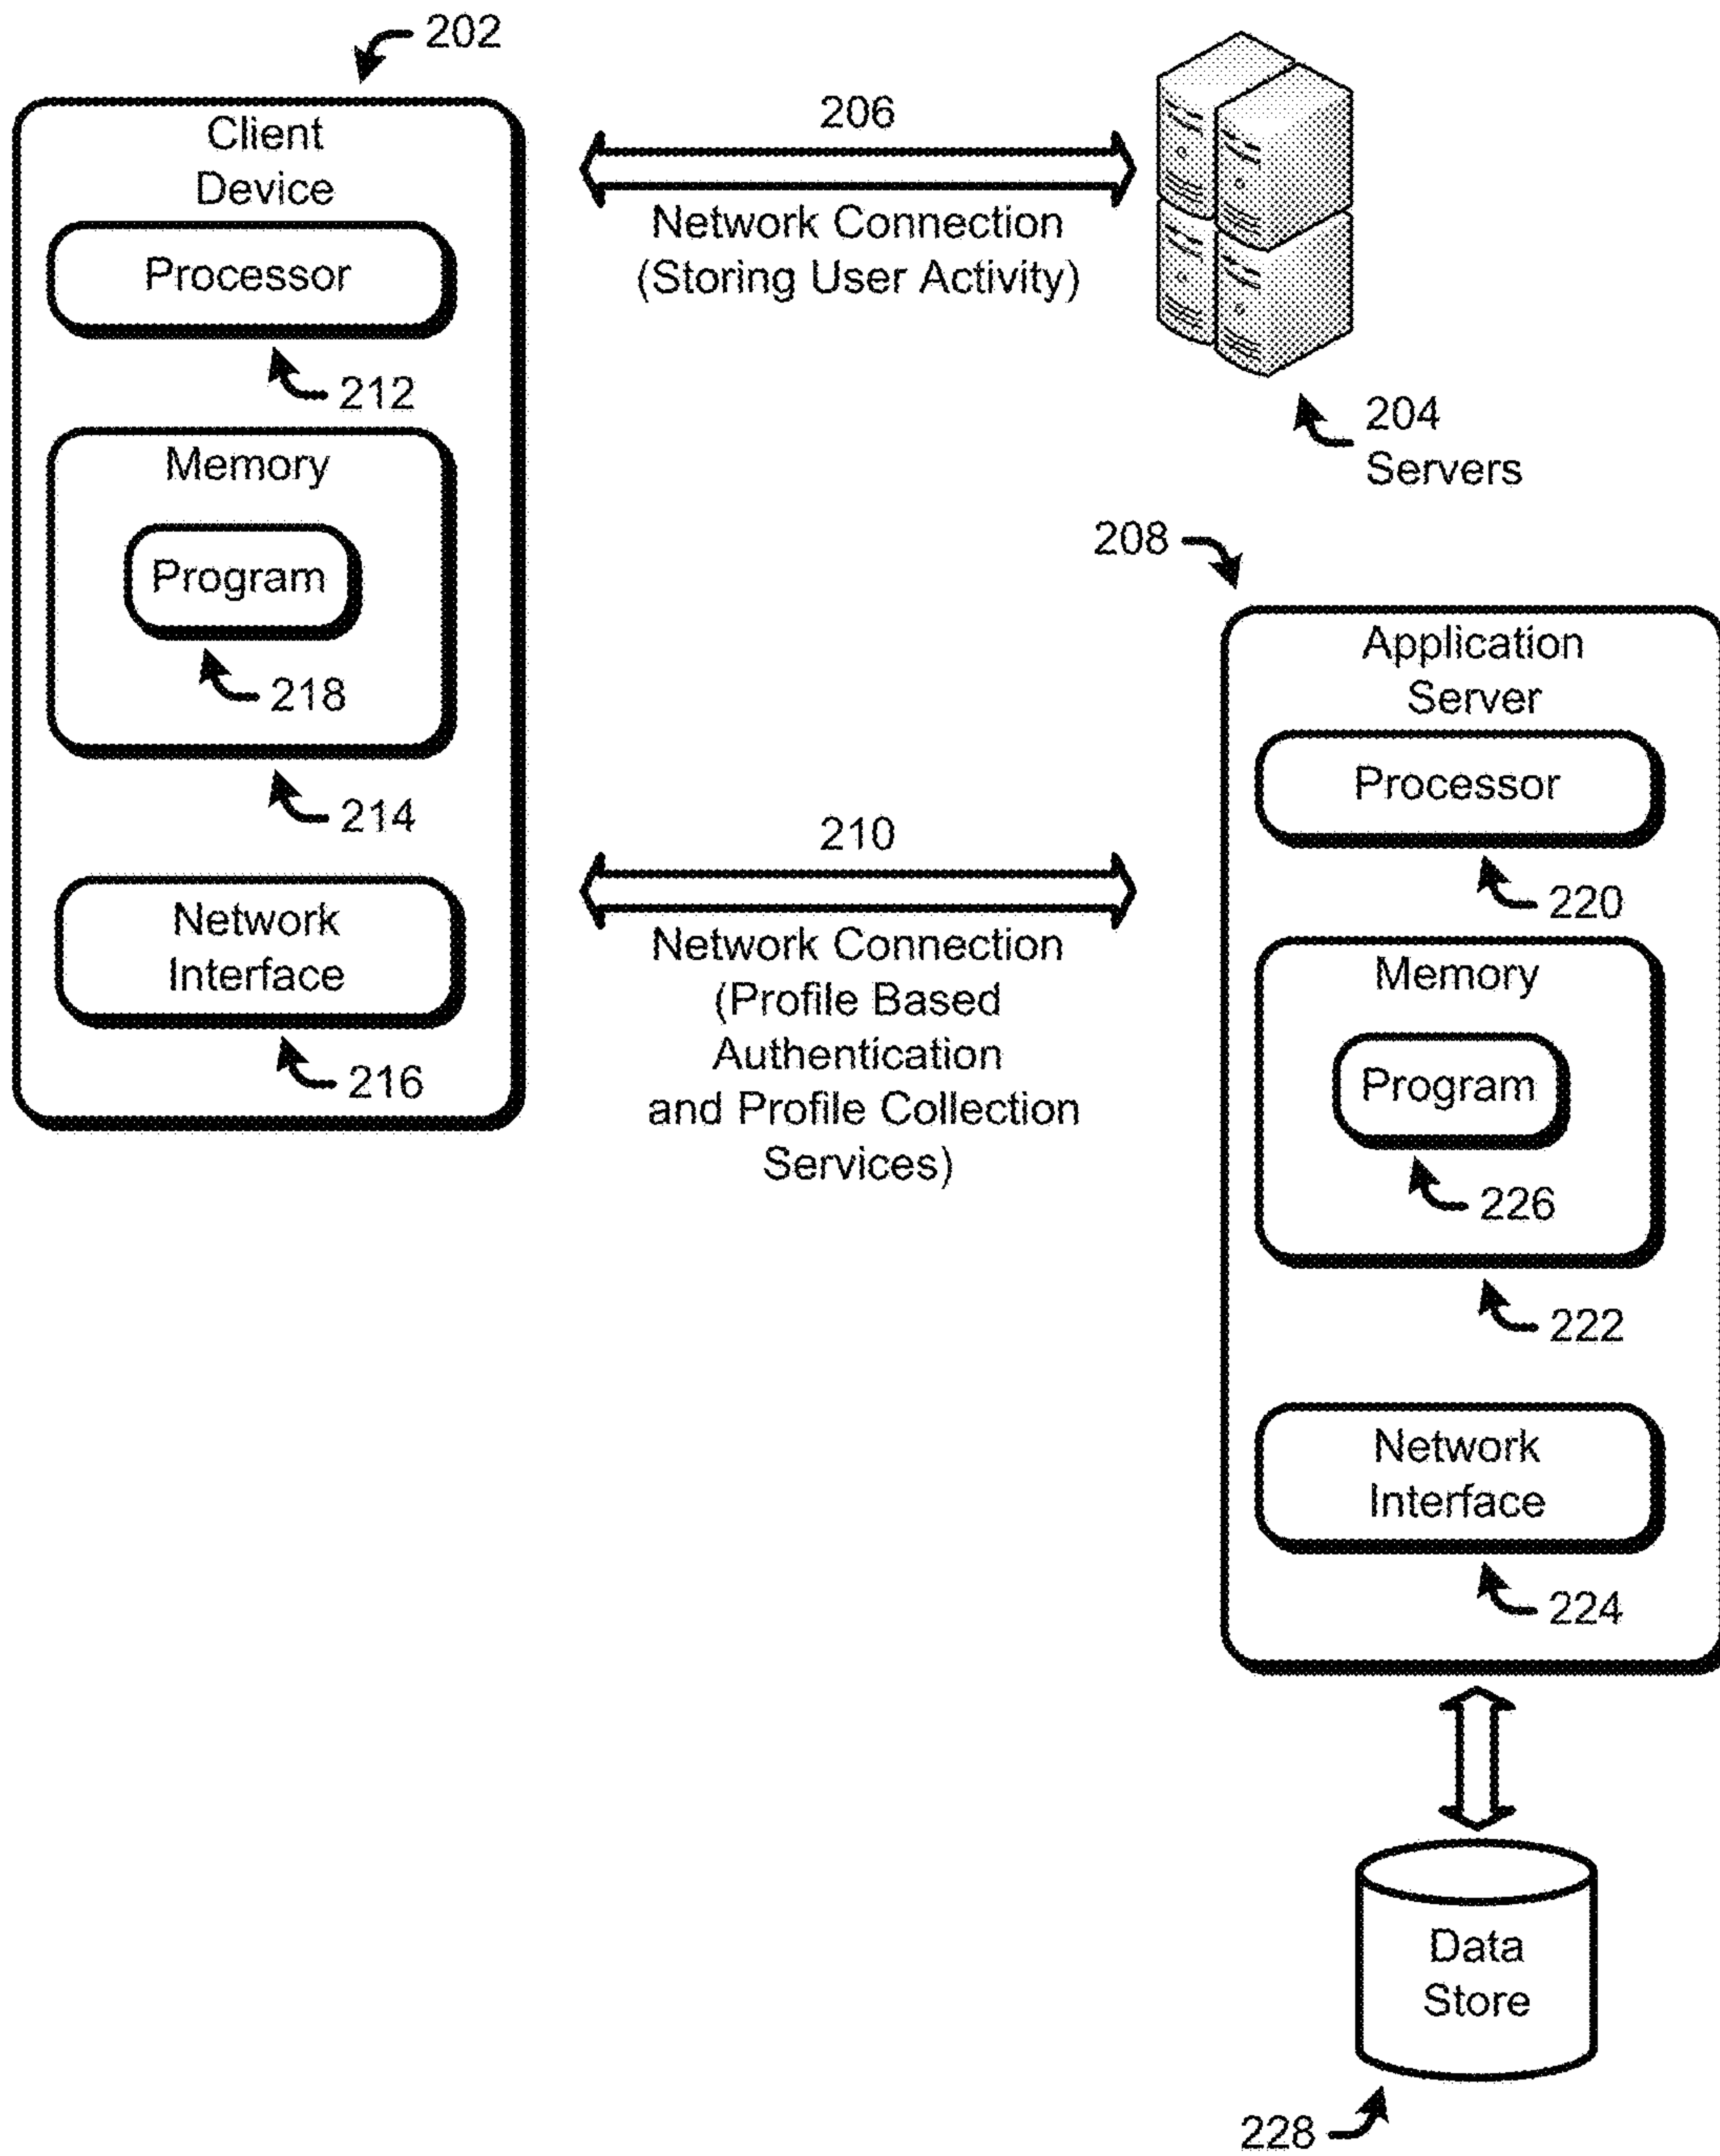 202
Client
Device
Processor
212
Memory
Program
218
214
Network
Interface
216
206
Network Connection
(Storing User Activity)
204
Servers
210
Network Connection
(Profile Based
Authentication
and Profile Collection
Services)
208
Application
Server
Processor
220
Memory
Program
226
222
Network
Interface
224
Data
Store
228